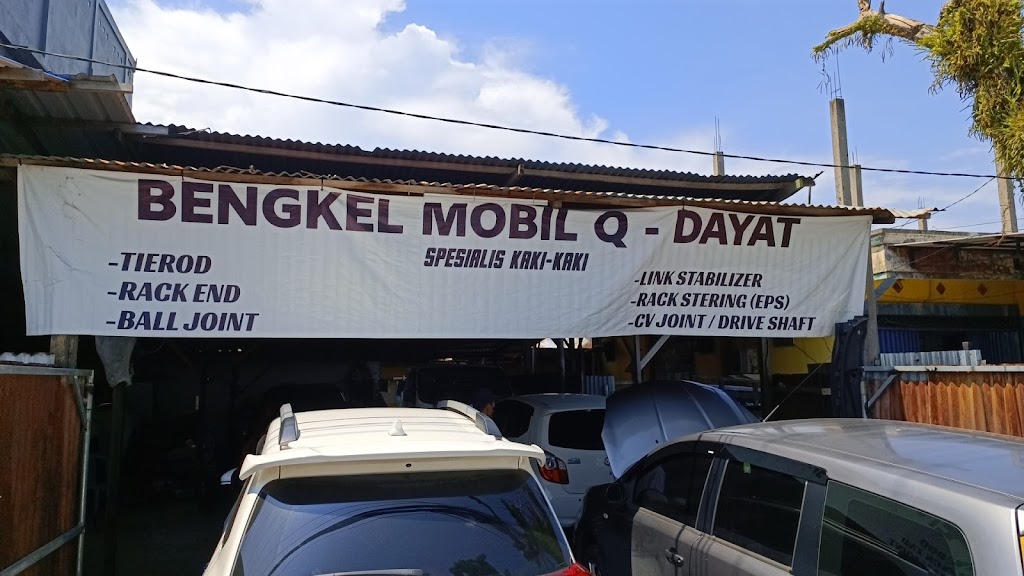 BENGKEL MOBIL Q - DAYAT
SPESIALIS KAKI-KAKI
-TIEROD
-RACK END
-BALL JOINT
-LINK STABILIZER
-RACK STERING (EPS)
-CV JOINT / DRIVE SHAFT